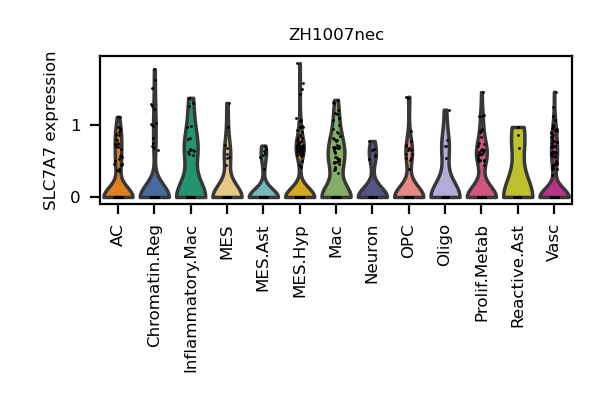 ZH1007nec
SLC7A7 expression
1
0
AC
Chromatin.Reg
Inflammatory.Mac
MES
MES.Ast
MES.Hyp
Mac
Neuron
OPC
Oligo
Prolif.Metab
Reactive.Ast
Vasc